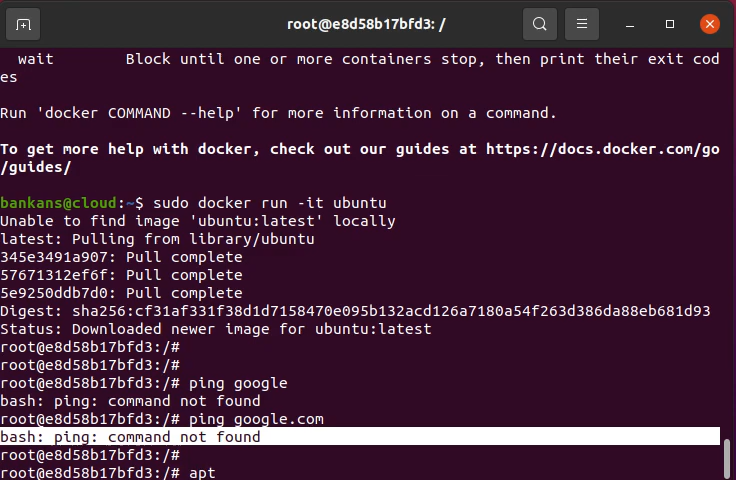 root@e8d58b17bfd3: /
  wait        Block until one or more containers stop, then print their exit cod
es
Run 'docker COMMAND --help' for more information on a command.
To get more help with docker, check out our guides at https://docs.docker.com/go
/guides/
bankans@cloud:~$ sudo docker run -it ubuntu
Unable to find image 'ubuntu:latest' locally
latest: Pulling from library/ubuntu
345e3491a907: Pull complete
57671312ef6f: Pull complete
5e9250ddb7d0: Pull complete
Digest: sha256:cf31af331f38d1d7158470e095b132acd126a7180a54f263d386da88eb681d93
Status: Downloaded newer image for ubuntu:latest
root@e8d58b17bfd3:/#
root@e8d58b17bfd3:/#
root@e8d58b17bfd3:/# ping google
bash: ping: command not found
root@e8d58b17bfd3:/# ping google.com
bash: ping: command not found
root@e8d58b17bfd3:/#
root@e8d58b17bfd3:/# apt